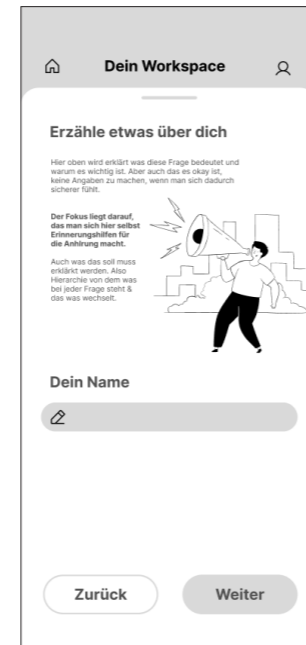 Dein Workspace
Erzähle etwas über dich
Hier oben wird erklärt was diese Frage bedeutet und
warum es wichtig ist. Aber auch das es okay ist,
keine Angaben zu machen, wenn man sich dadurch
sicherer fühlt.
Der Fokus liegt darauf,
das man sich hier selbst
Erinnerungshilfen für
die Anhlrung macht.
Auch was das soll muss
erklährt werden. Also
Hierarchie von dem was
bei jeder Frage steht &
das was wechselt.
Dein Name
Zurück
Weiter